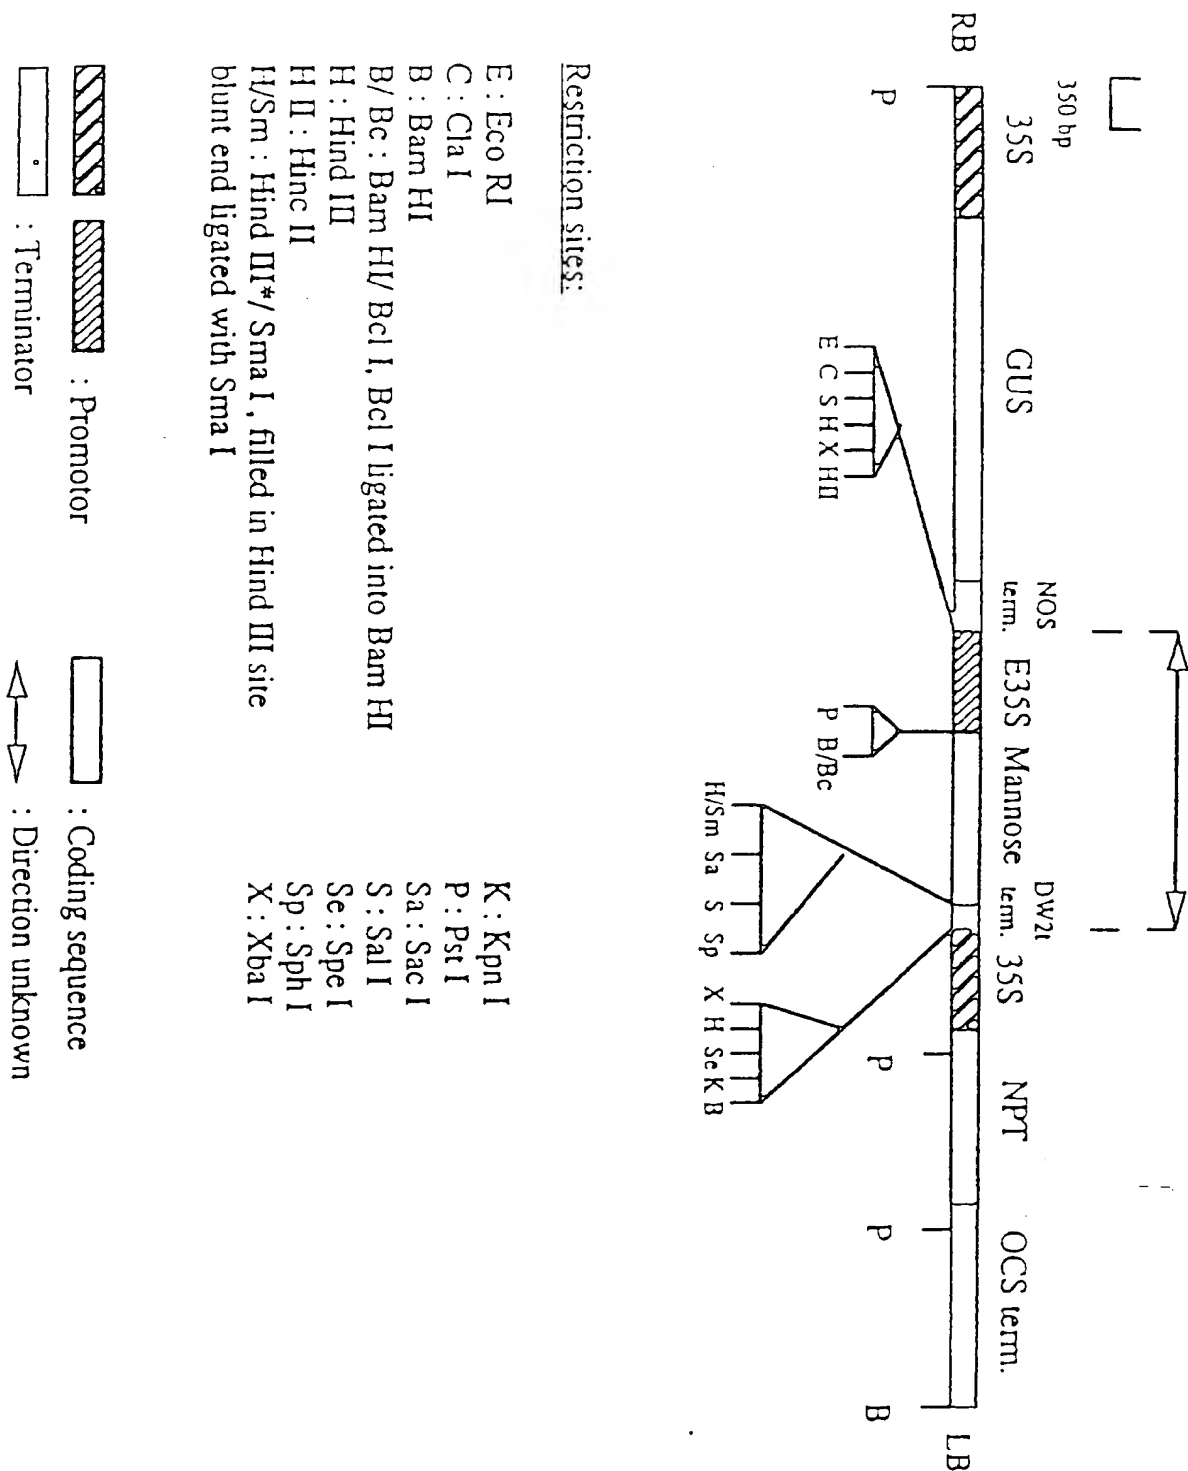 350 bp
RB 35S GUS NOS term. E35S Mannose DW2t term. 35S NPT OCS term. LB
P P P B
E C S H X HII
P B/Bc
H/Sm Sa S Sp
X H Se K B
Restriction sites:
E : Eco RI
C : Cla I
B : Bam HI
B/ Bc : Bam HI/ Bcl I, Bcl I ligated into Bam HI
H : Hind III
H II : Hinc II
H/Sm : Hind III*/ Sma I , filled in Hind III site
blunt end ligated with Sma I
K : Kpn I
P : Pst I
Sa : Sac I
S : Sal I
Se : Spe I
Sp : Sph I
X : Xba I
: Promotor
: Coding sequence
: Terminator
: Direction unknown